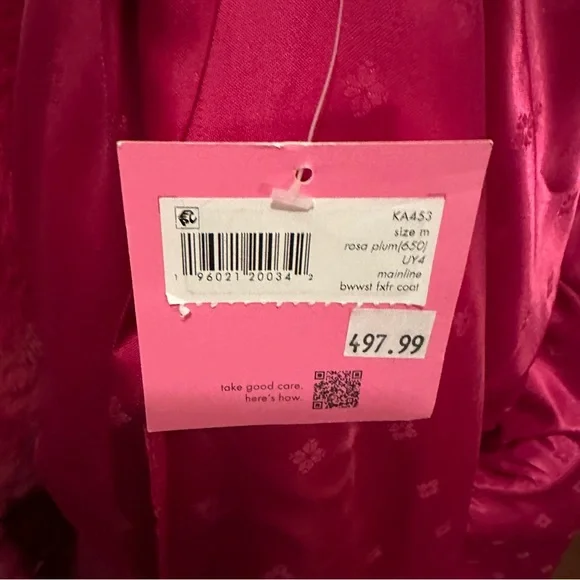 KA453
size m
rosa plum(650)
UY4
mainline
bwwst fxfr coat
1 96021 20034 2
497.99
take good care.
here's how.